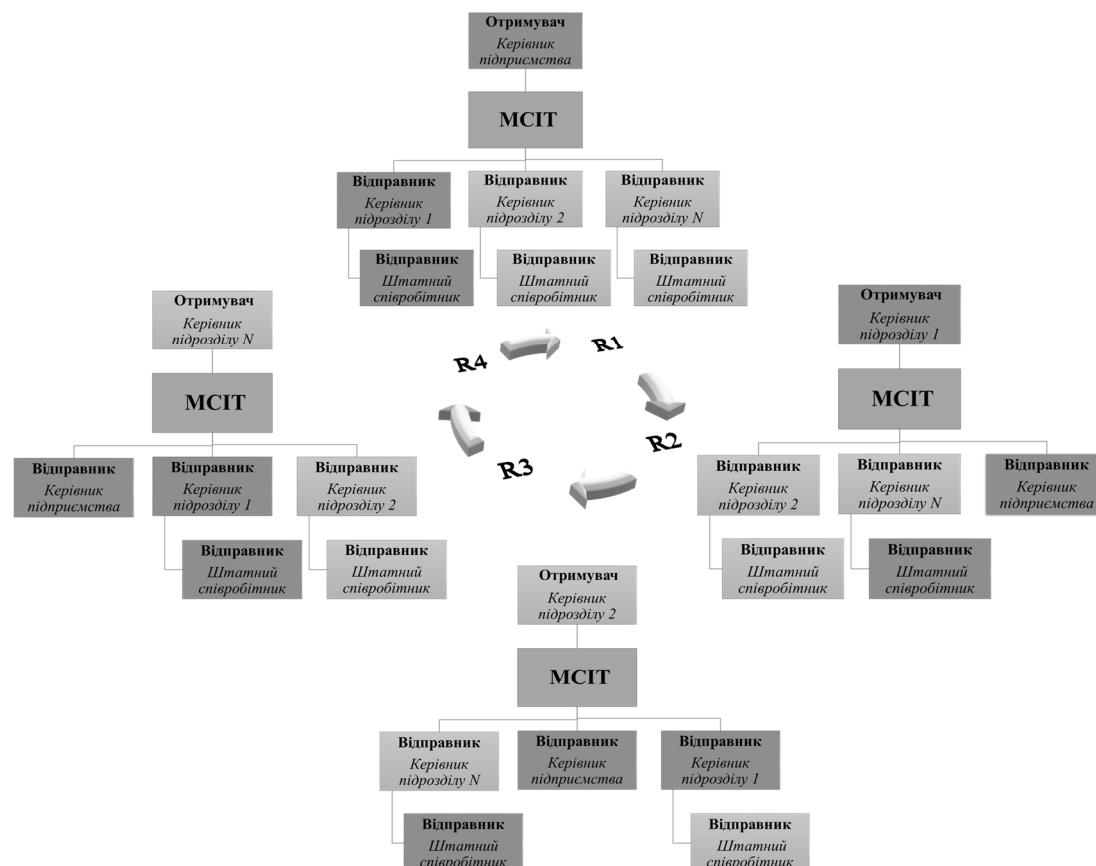 Отримувач
Керівник
підприємства
МСІТ
Відправник
Керівник
підрозділу 1
Відправник
Керівник
підрозділу 2
Відправник
Керівник
підрозділу N
Відправник
Штатний
співробітник
Відправник
Штатний
співробітник
Відправник
Штатний
співробітник
Отримувач
Керівник
підрозділу N
МСІТ
Відправник
Керівник
підприємства
Відправник
Керівник
підрозділу 1
Відправник
Керівник
підрозділу 2
Відправник
Штатний
співробітник
Відправник
Штатний
співробітник
R4
R1
R3
R2
Отримувач
Керівник
підрозділу 1
МСІТ
Відправник
Керівник
підрозділу 2
Відправник
Керівник
підрозділу N
Відправник
Керівник
підприємства
Відправник
Штатний
співробітник
Відправник
Штатний
співробітник
Отримувач
Керівник
підрозділу 2
МСІТ
Відправник
Керівник
підрозділу N
Відправник
Керівник
підприємства
Відправник
Керівник
підрозділу 1
Відправник
Штатний
співробітник
Відправник
Штатний
співробітник